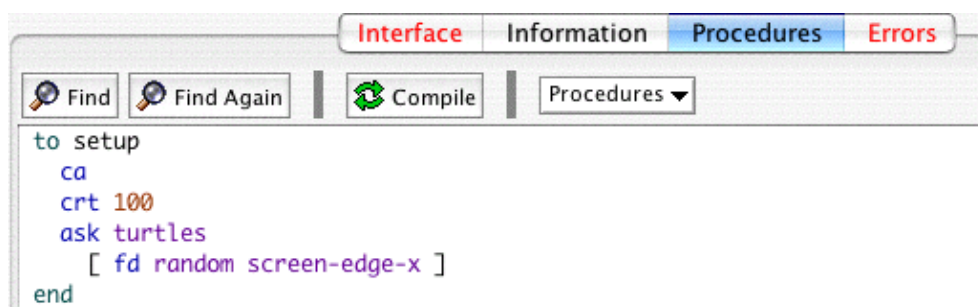 Interface Information Procedures Errors
Find Find Again Compile Procedures
to setup
ca
crt 100
ask turtles
[ fd random screen-edge-x ]
end